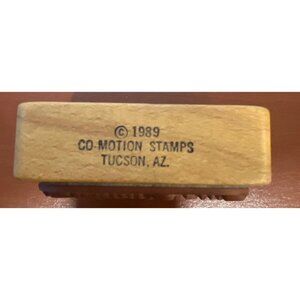 © 1989
CO-MOTION STAMPS
TUCSON, AZ.